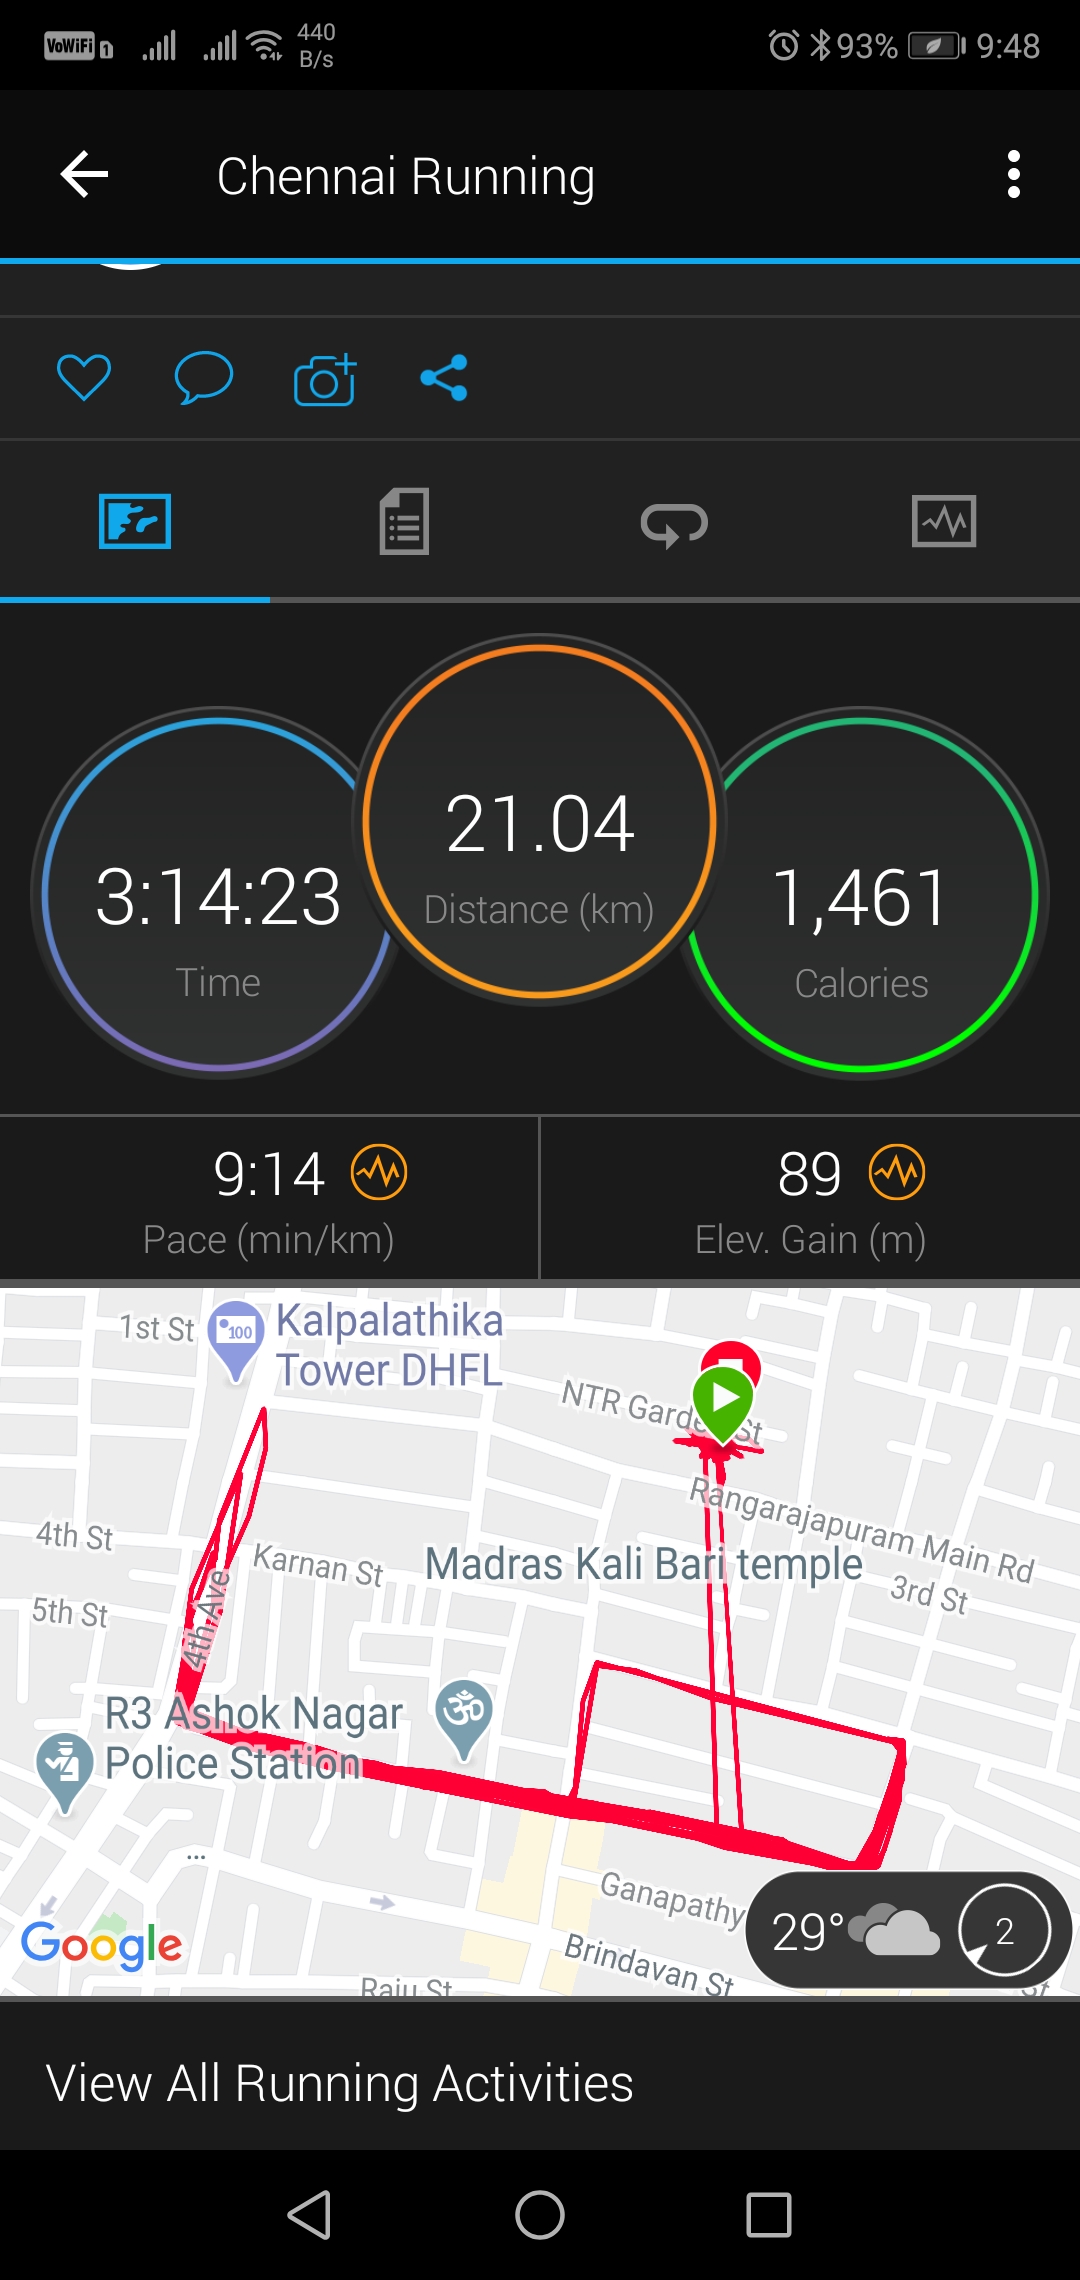 VoWiFi 1 440 B/s 93% 9:48
Chennai Running
21.04
Distance (km)
3:14:23
Time
1,461
Calories
9:14
Pace (min/km)
89
Elev. Gain (m)
1st St
100
Kalpalathika
Tower DHFL
NTR Garden St
Rangarajapuram Main Rd
4th St
Karnan St
Madras Kali Bari temple
3rd St
5th St
4th Ave
R3 Ashok Nagar
Police Station
ॐ
...
Ganapathy
Brindavan St
Google
Raju St
29°
2
St
View All Running Activities